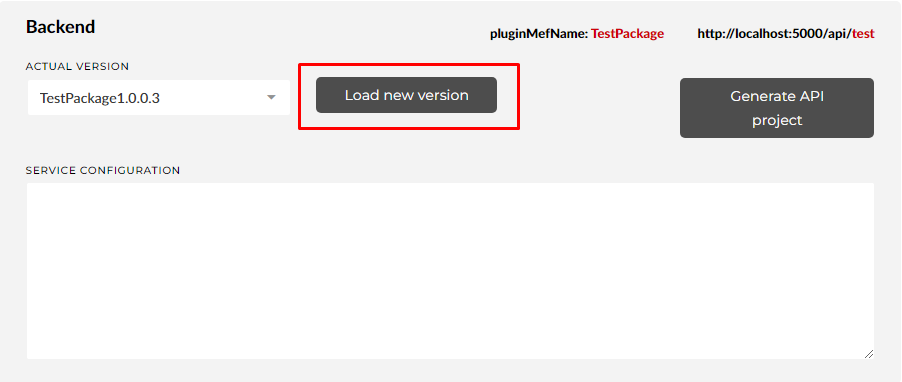 Backend
pluginMefName: TestPackage
http://localhost:5000/api/test
ACTUAL VERSION
TestPackage1.0.0.3
Load new version
Generate API
project
SERVICE CONFIGURATION